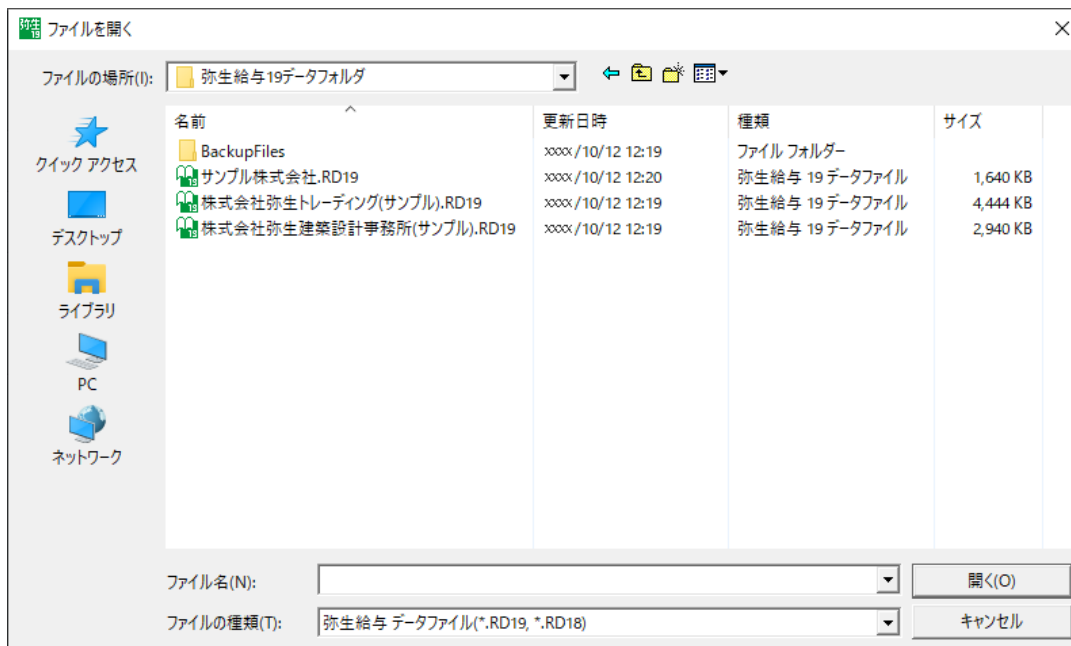 弥生 19 ファイルを開く
ファイルの場所(I): 弥生給与19データフォルダ
名前 更新日時 種類 サイズ
BackupFiles xxxx/10/12 12:19 ファイル フォルダー
サンプル株式会社.RD19 xxxx/10/12 12:20 弥生給与 19 データファイル 1,640 KB
株式会社弥生トレーディング(サンプル).RD19 xxxx/10/12 12:19 弥生給与 19 データファイル 4,444 KB
株式会社弥生建築設計事務所(サンプル).RD19 xxxx/10/12 12:19 弥生給与 19 データファイル 2,940 KB
クイック アクセス
デスクトップ
ライブラリ
PC
ネットワーク
ファイル名(N): 開く(O)
ファイルの種類(T): 弥生給与 データファイル(*.RD19, *.RD18) キャンセル